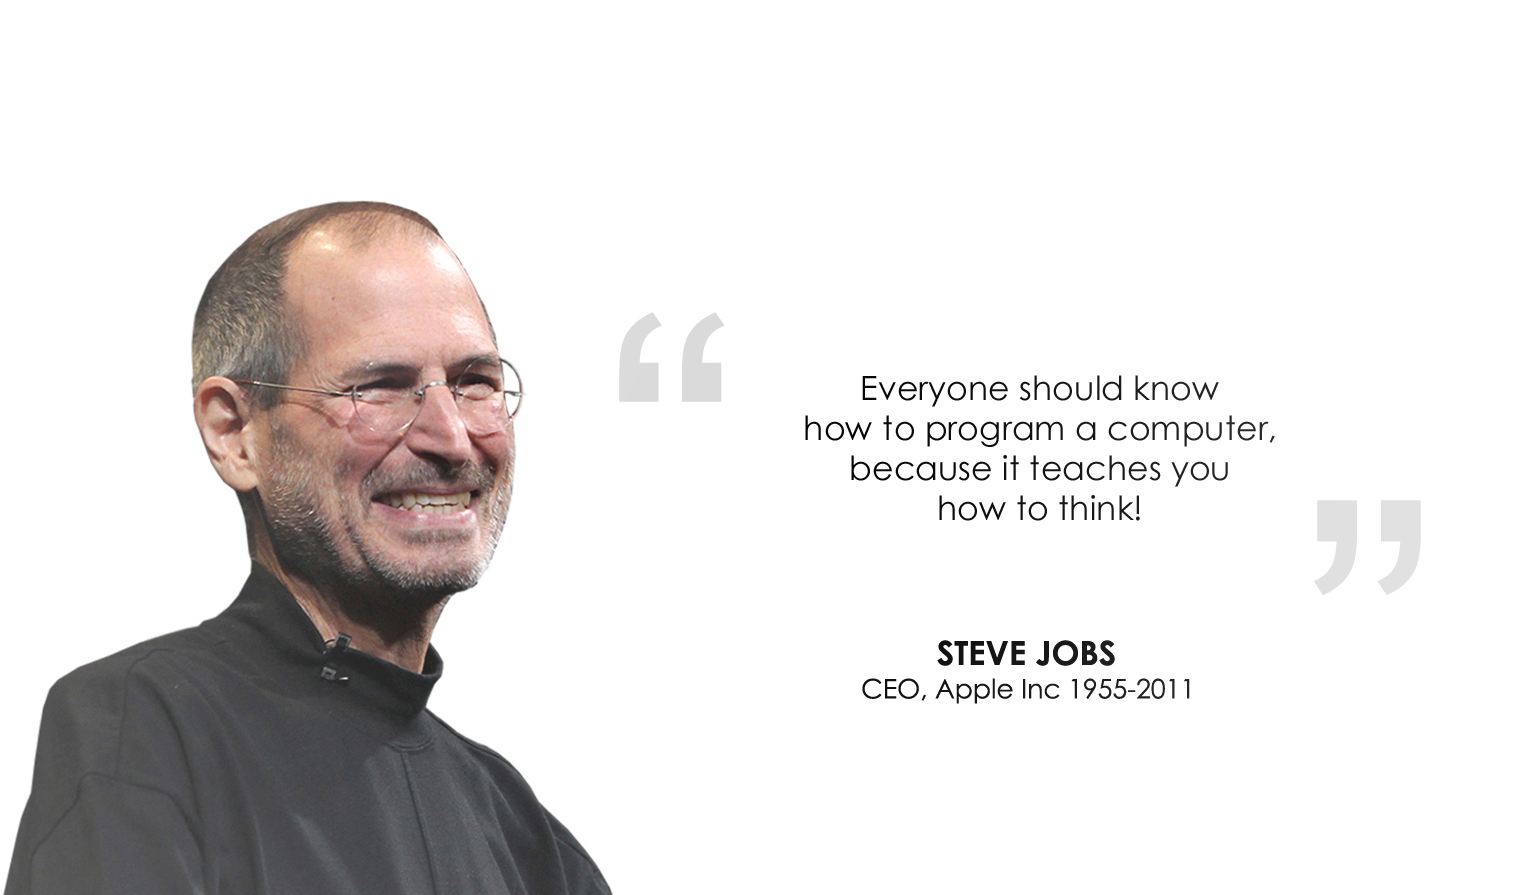 “
Everyone should know
how to program a computer,
because it teaches you
how to think!
”
STEVE JOBS
CEO, Apple Inc 1955-2011